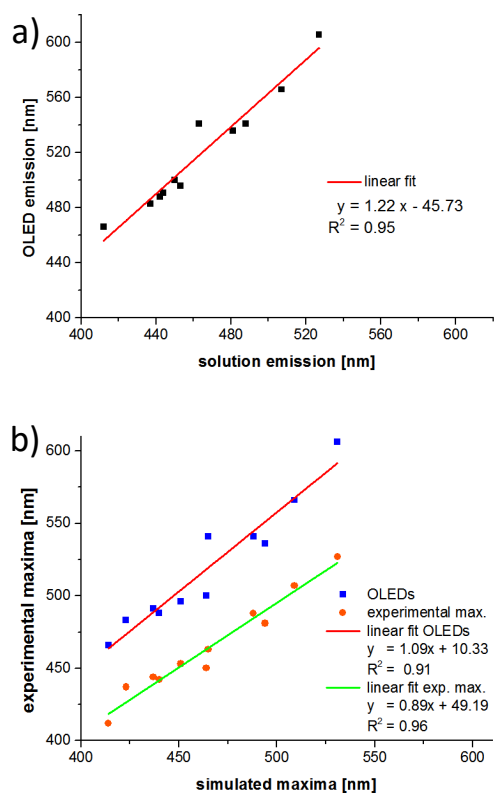 a)
600
560
520
480
440
400
OLED emission [nm]
linear fit
y = 1.22 x - 45.73
R² = 0.95
400 440 480 520 560 600
solution emission [nm]
b)
600
550
500
450
400
experimental maxima [nm]
OLEDs
experimental max.
linear fit OLEDs
y = 1.09x + 10.33
R² = 0.91
linear fit exp. max.
y = 0.89x + 49.19
R² = 0.96
400 450 500 550 600
simulated maxima [nm]